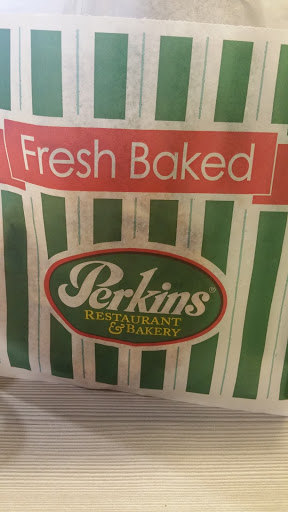 Fresh Baked
Perkins®
RESTAURANT
& BAKERY